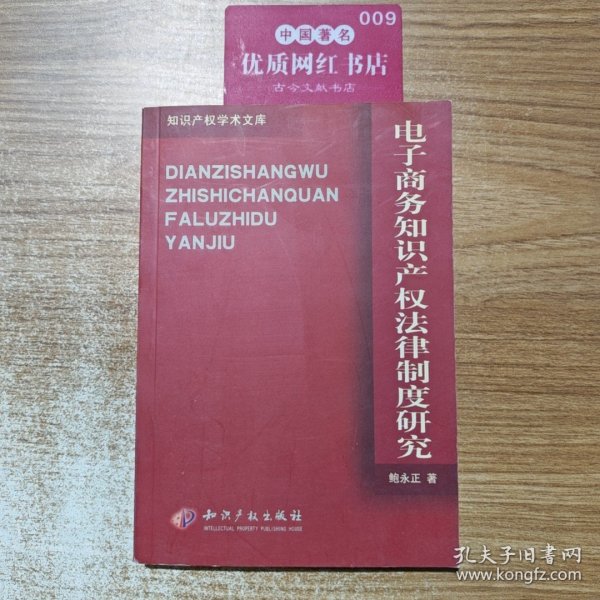 009
中国著名
优质网红书店
古今文献书店
知识产权学术文库
DIANZISHANGWU
ZHISHICHANQUAN
FALUZHIDU
YANJIU
电子商务知识产权法律制度研究
鲍永正 著
知识产权出版社
INTELLECTUAL PROPERTY PUBLISHING HOUSE
孔夫子旧书网
www.kongfz.com